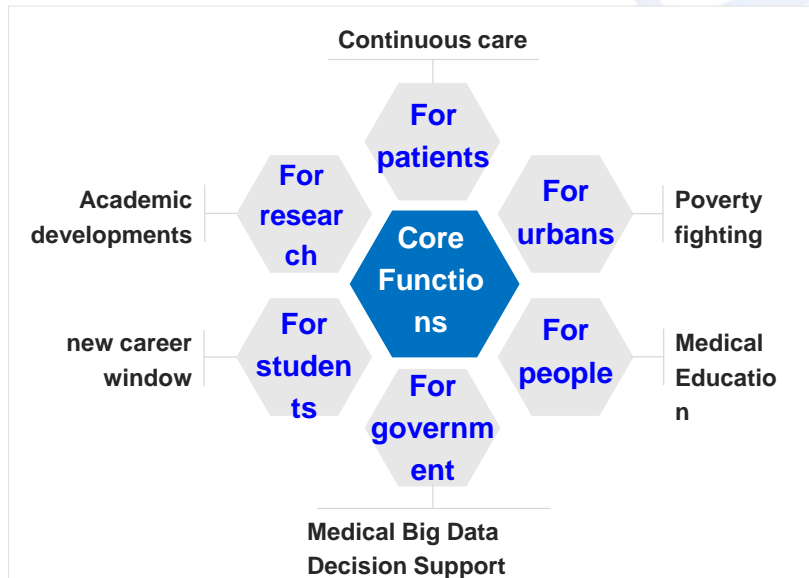 Continuous care
For
patients
For
resear
ch
Academic
developments
For
urbans
Poverty
fighting
Core
Functio
ns
new career
window
For
studen
ts
For
people
Medical
Educatio
n
For
governm
ent
Medical Big Data
Decision Support